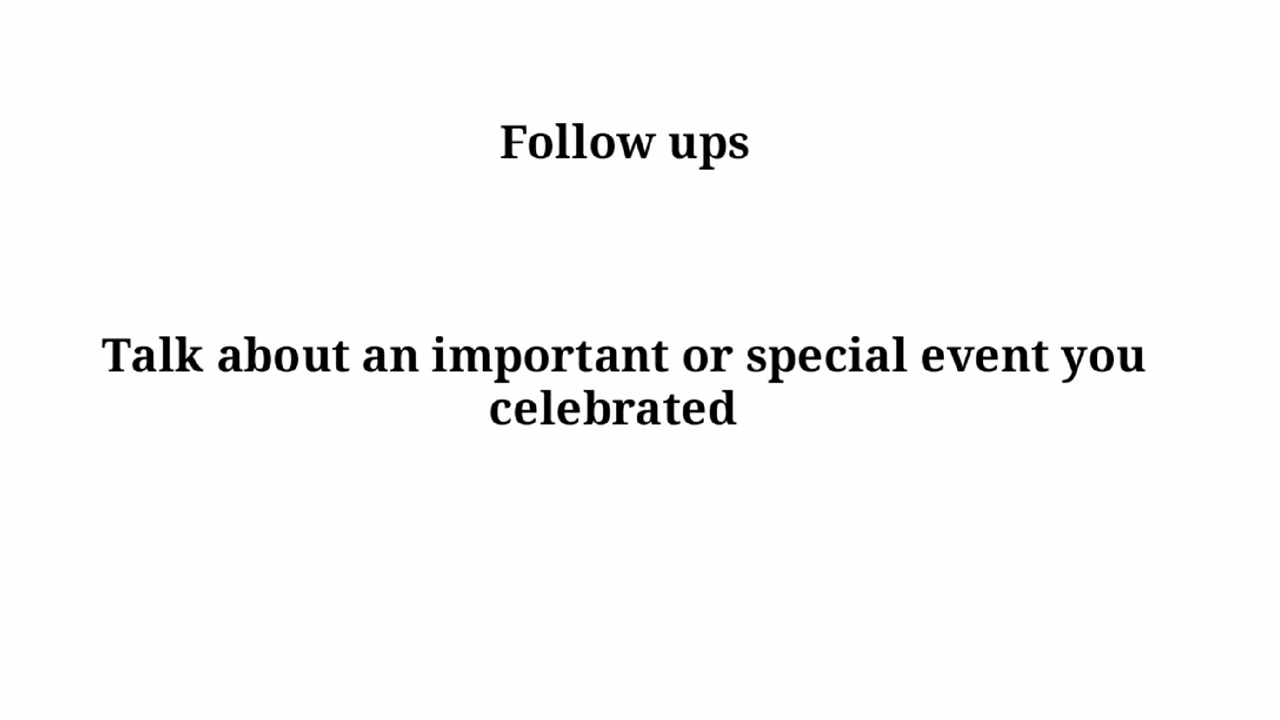 Follow ups
Talk about an important or special event you
celebrated